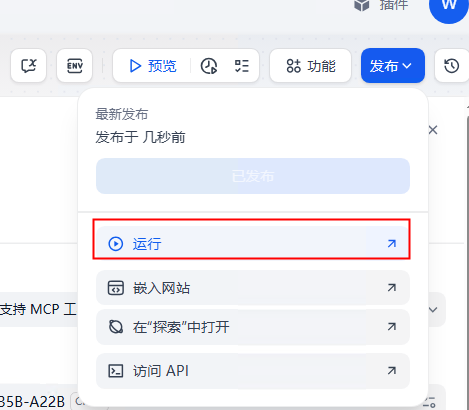 插件
W
ENV
预览
功能
发布
最新发布
发布于 几秒前
已发布
运行
嵌入网站
支持 MCP 工
在“探索”中打开
访问 API
35B-A22B